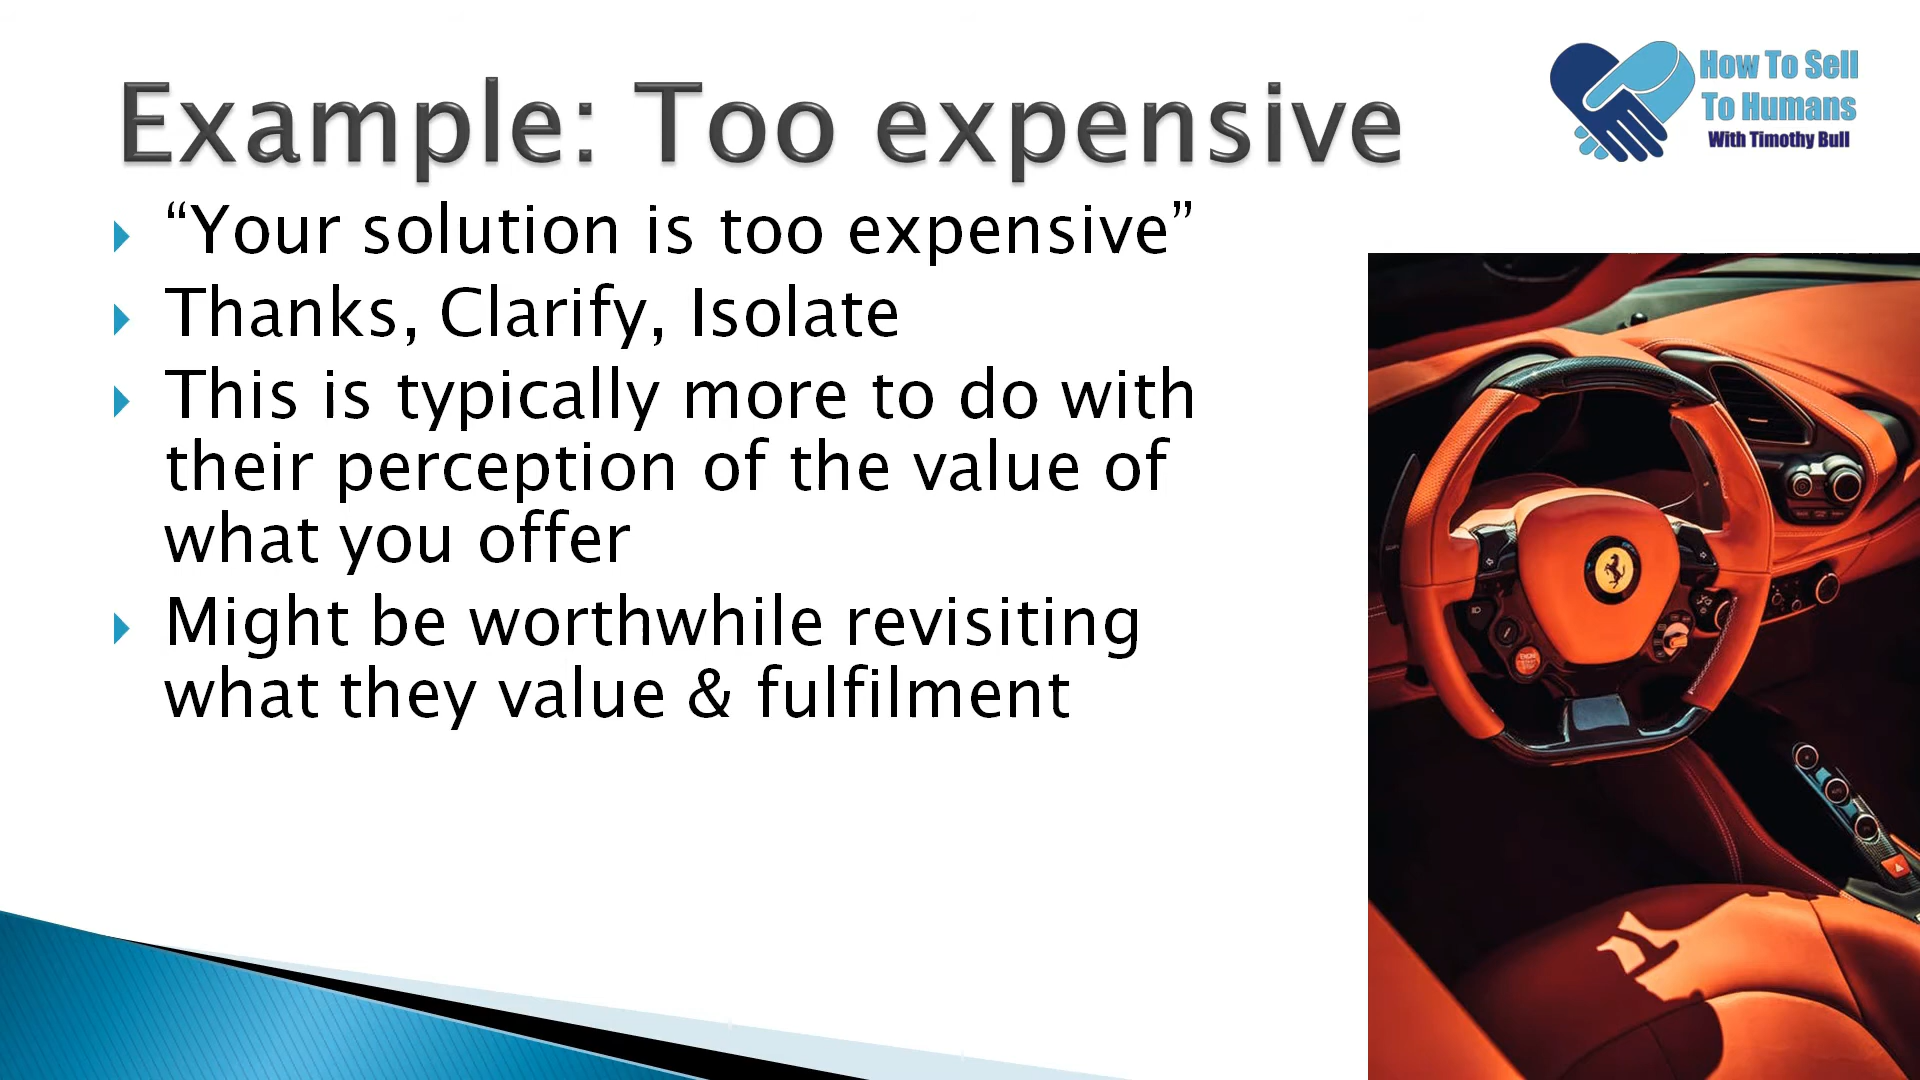 Example: Too expensive
How To Sell
To Humans
With Timothy Bull
“Your solution is too expensive”
Thanks, Clarify, Isolate
This is typically more to do with
their perception of the value of
what you offer
Might be worthwhile revisiting
what they value & fulfilment